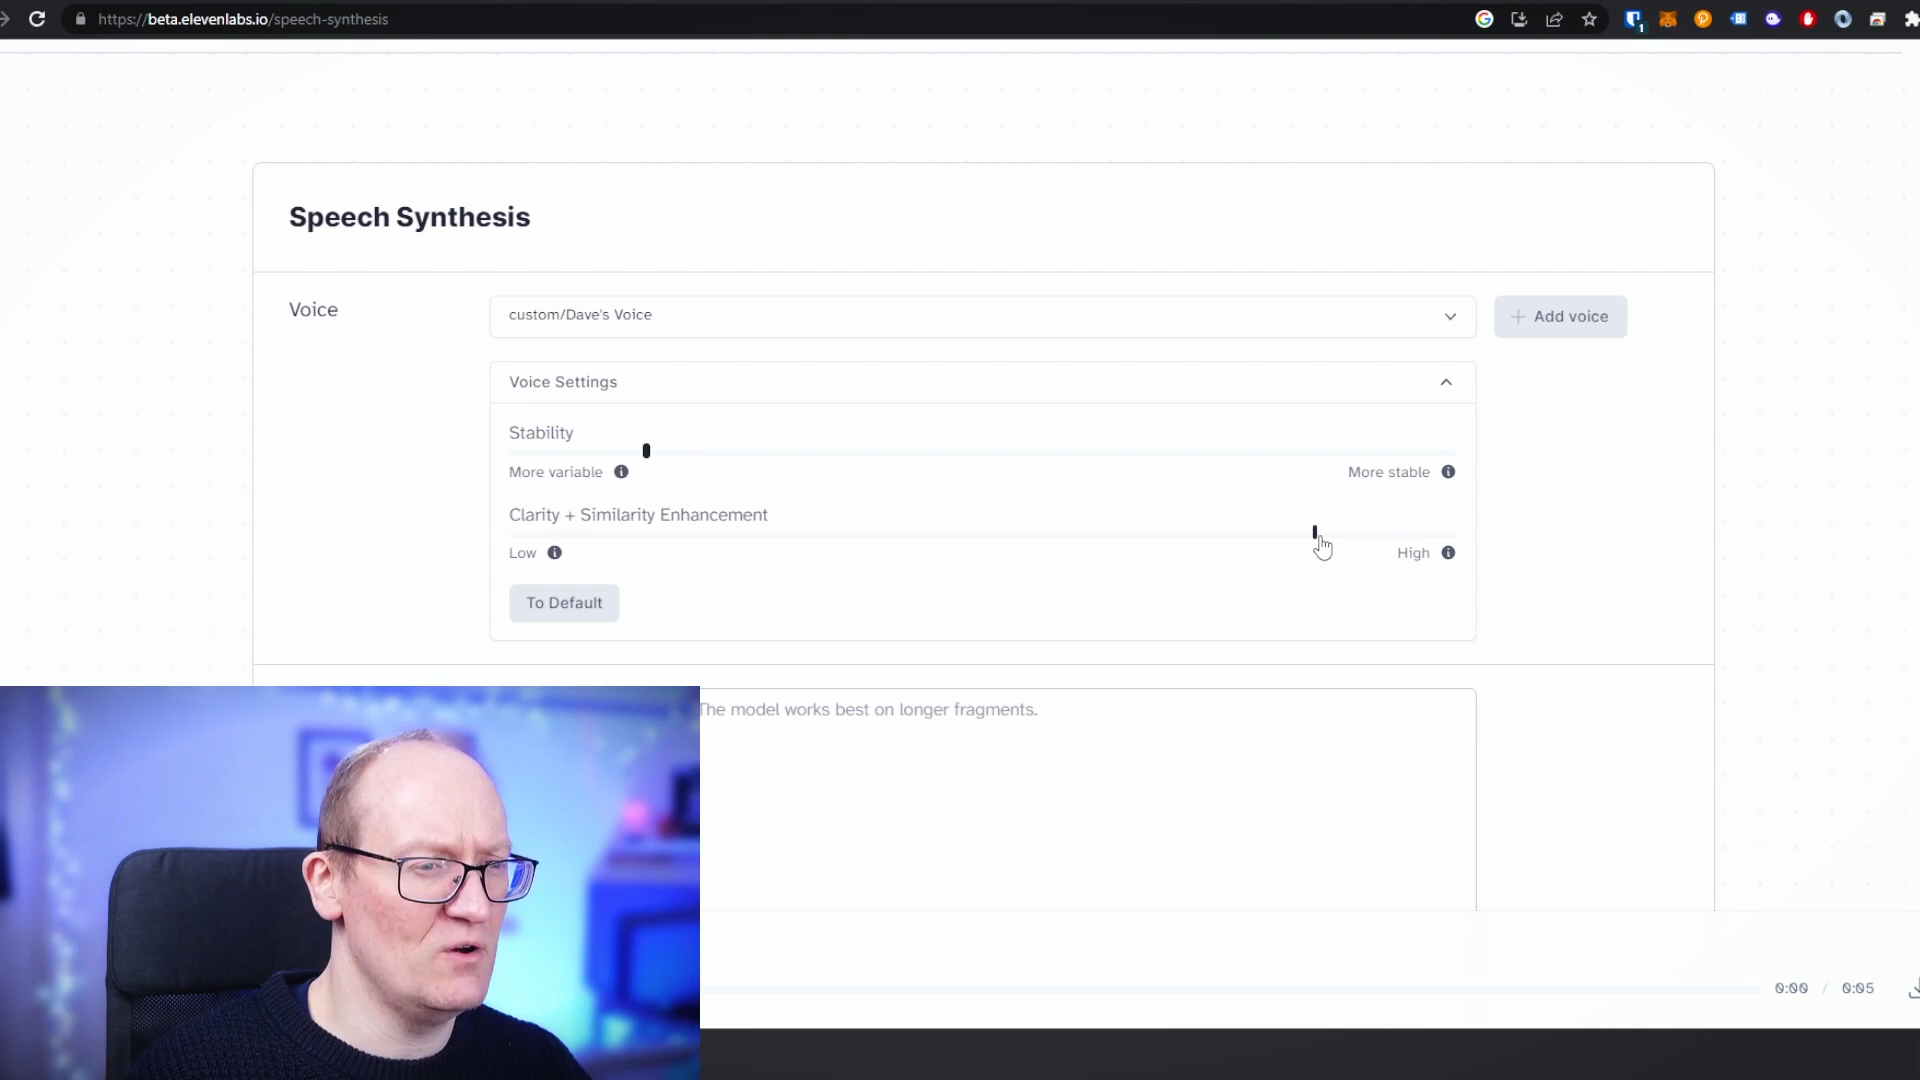 https://beta.elevenlabs.io/speech-synthesis
1
Speech Synthesis
Voice
custom/Dave's Voice
Add voice
Voice Settings
Stability
More variable
More stable
Clarity + Similarity Enhancement
Low
High
To Default
The model works best on longer fragments.
0:00 / 0:05